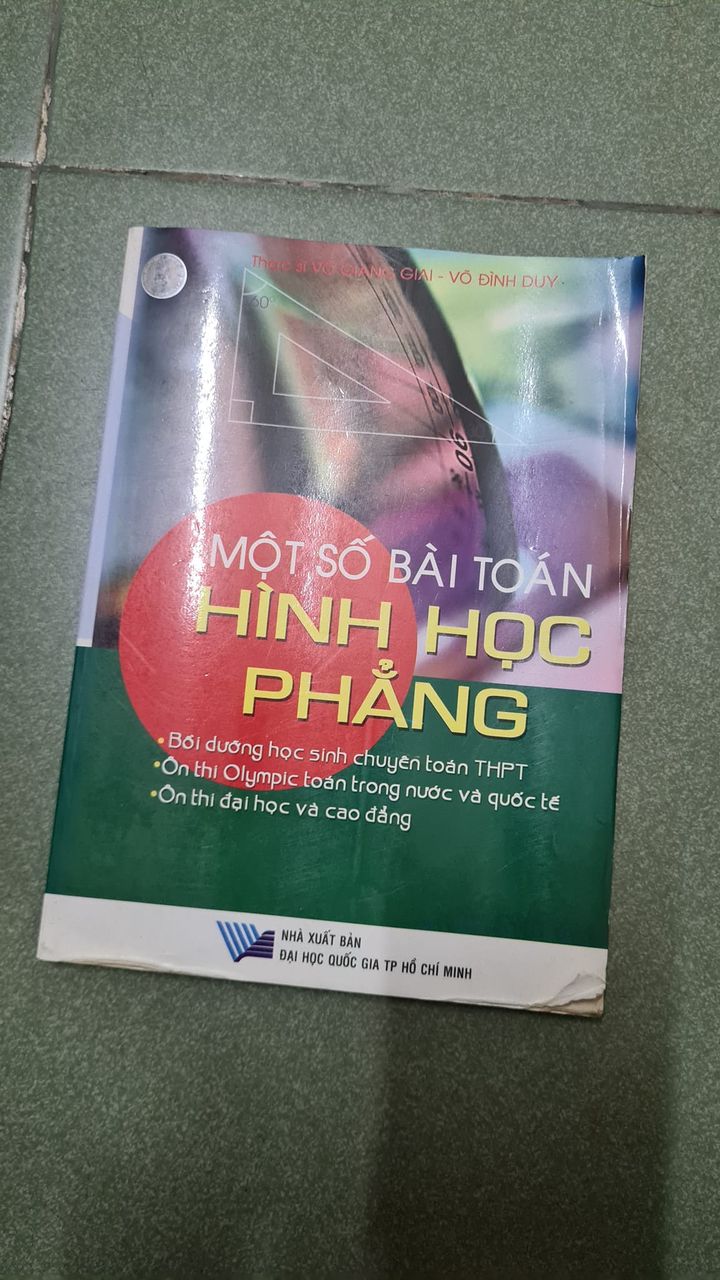 Thạc sĩ VÕ GIANG GIAI - VÕ ĐÌNH DUY
60°
90
MỘT SỐ BÀI TOÁN
HÌNH HỌC
PHẲNG
• Bồi dưỡng học sinh chuyên toán THPT
• Ôn thi Olympic toán trong nước và quốc tế
• Ôn thi đại học và cao đẳng
NHÀ XUẤT BẢN
ĐẠI HỌC QUỐC GIA TP HỒ CHÍ MINH